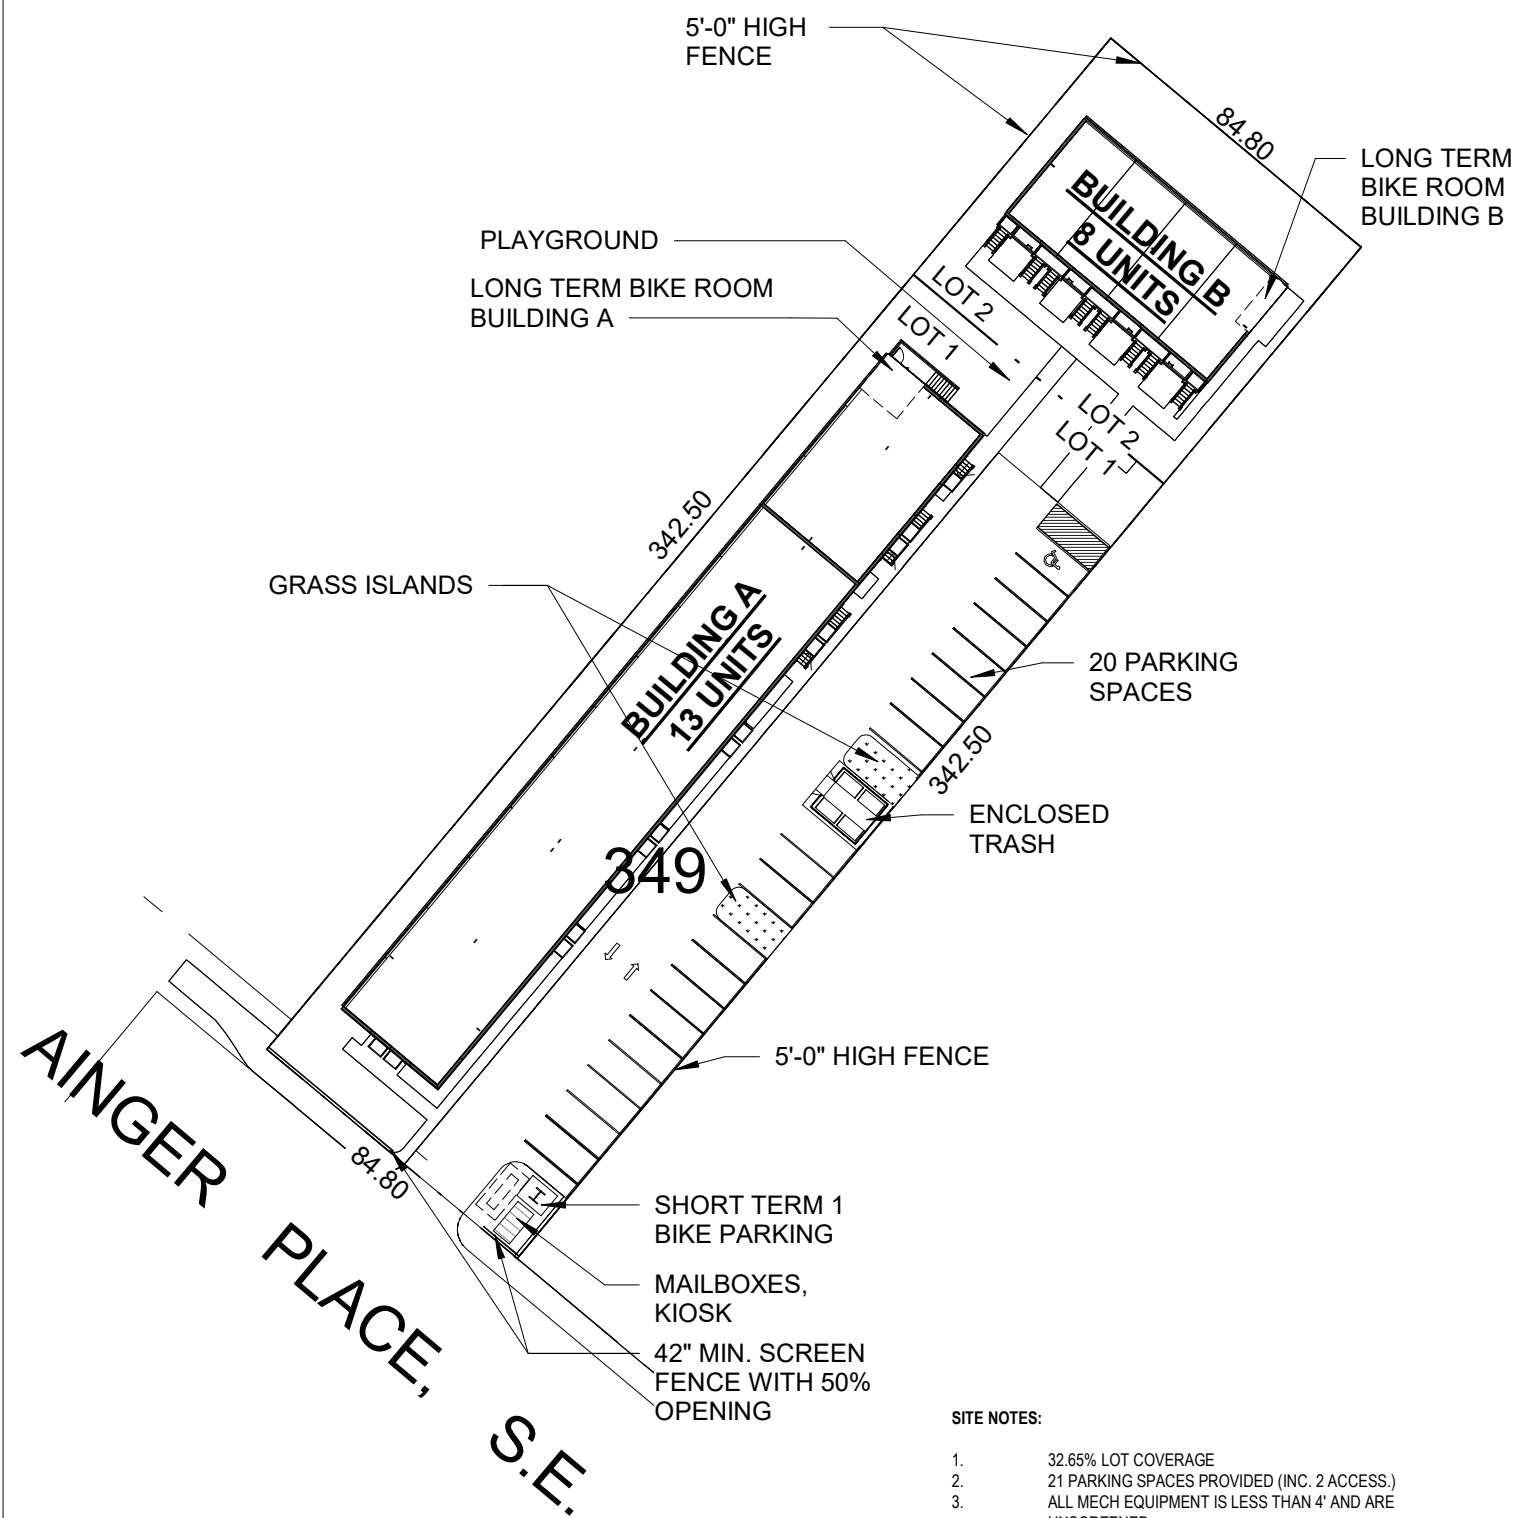 5'-0" HIGH
FENCE
84.80
LONG TERM
BIKE ROOM
BUILDING B
BUILDING B
8 UNITS
PLAYGROUND
LONG TERM BIKE ROOM
BUILDING A
LOT 2
LOT 1
LOT 2
LOT 1
342.50
GRASS ISLANDS
BUILDING A
13 UNITS
20 PARKING
SPACES
342.50
ENCLOSED
TRASH
349
5'-0" HIGH FENCE
AINGER PLACE, S.E.
84.80
SHORT TERM 1
BIKE PARKING
MAILBOXES,
KIOSK
42" MIN. SCREEN
FENCE WITH 50%
OPENING
SITE NOTES:
1. 32.65% LOT COVERAGE
2. 21 PARKING SPACES PROVIDED (INC. 2 ACCESS.)
3. ALL MECH EQUIPMENT IS LESS THAN 4' AND ARE
UNSCREENED